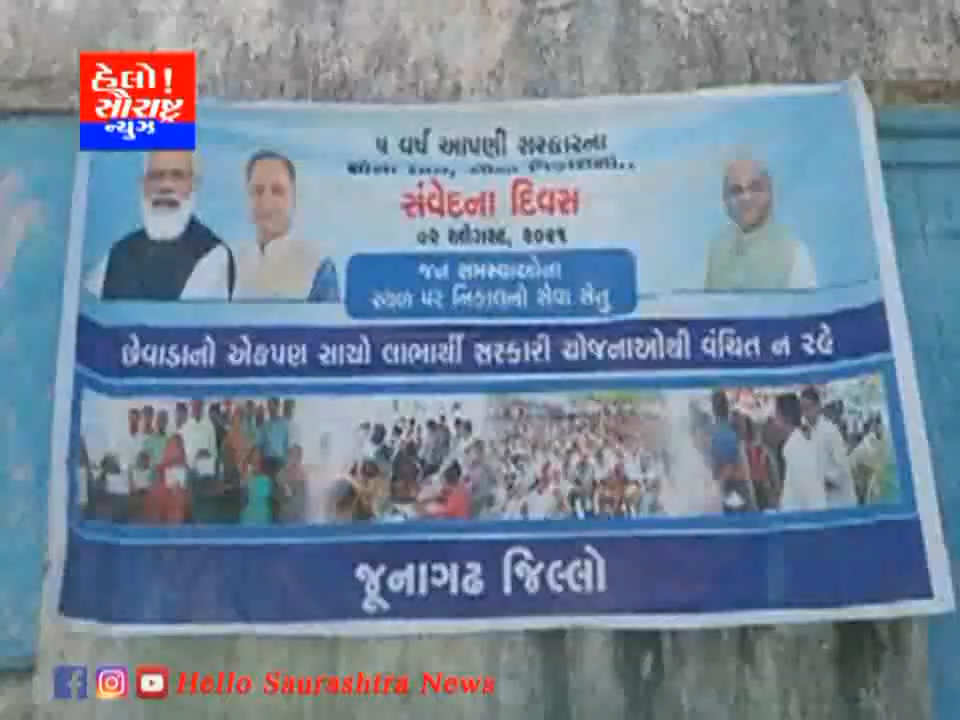 હેલો!
સૌરાષ્ટ્ર
ન્યુઝ
૫ વર્ષ આપણી સરકારના
સંવેદના દિવસ
૦૨ ઓગસ્ટ, ૨૦૨૧
જન સમસ્યાઓના
સ્થળ પર નિકાલનો સેવા સેતુ
છેવાડાનો એકપણ સાચો લાભાર્થી સરકારી યોજનાઓથી વંચિત ન રહે
જૂનાગઢ જિલ્લો
Hello Saurashtra News